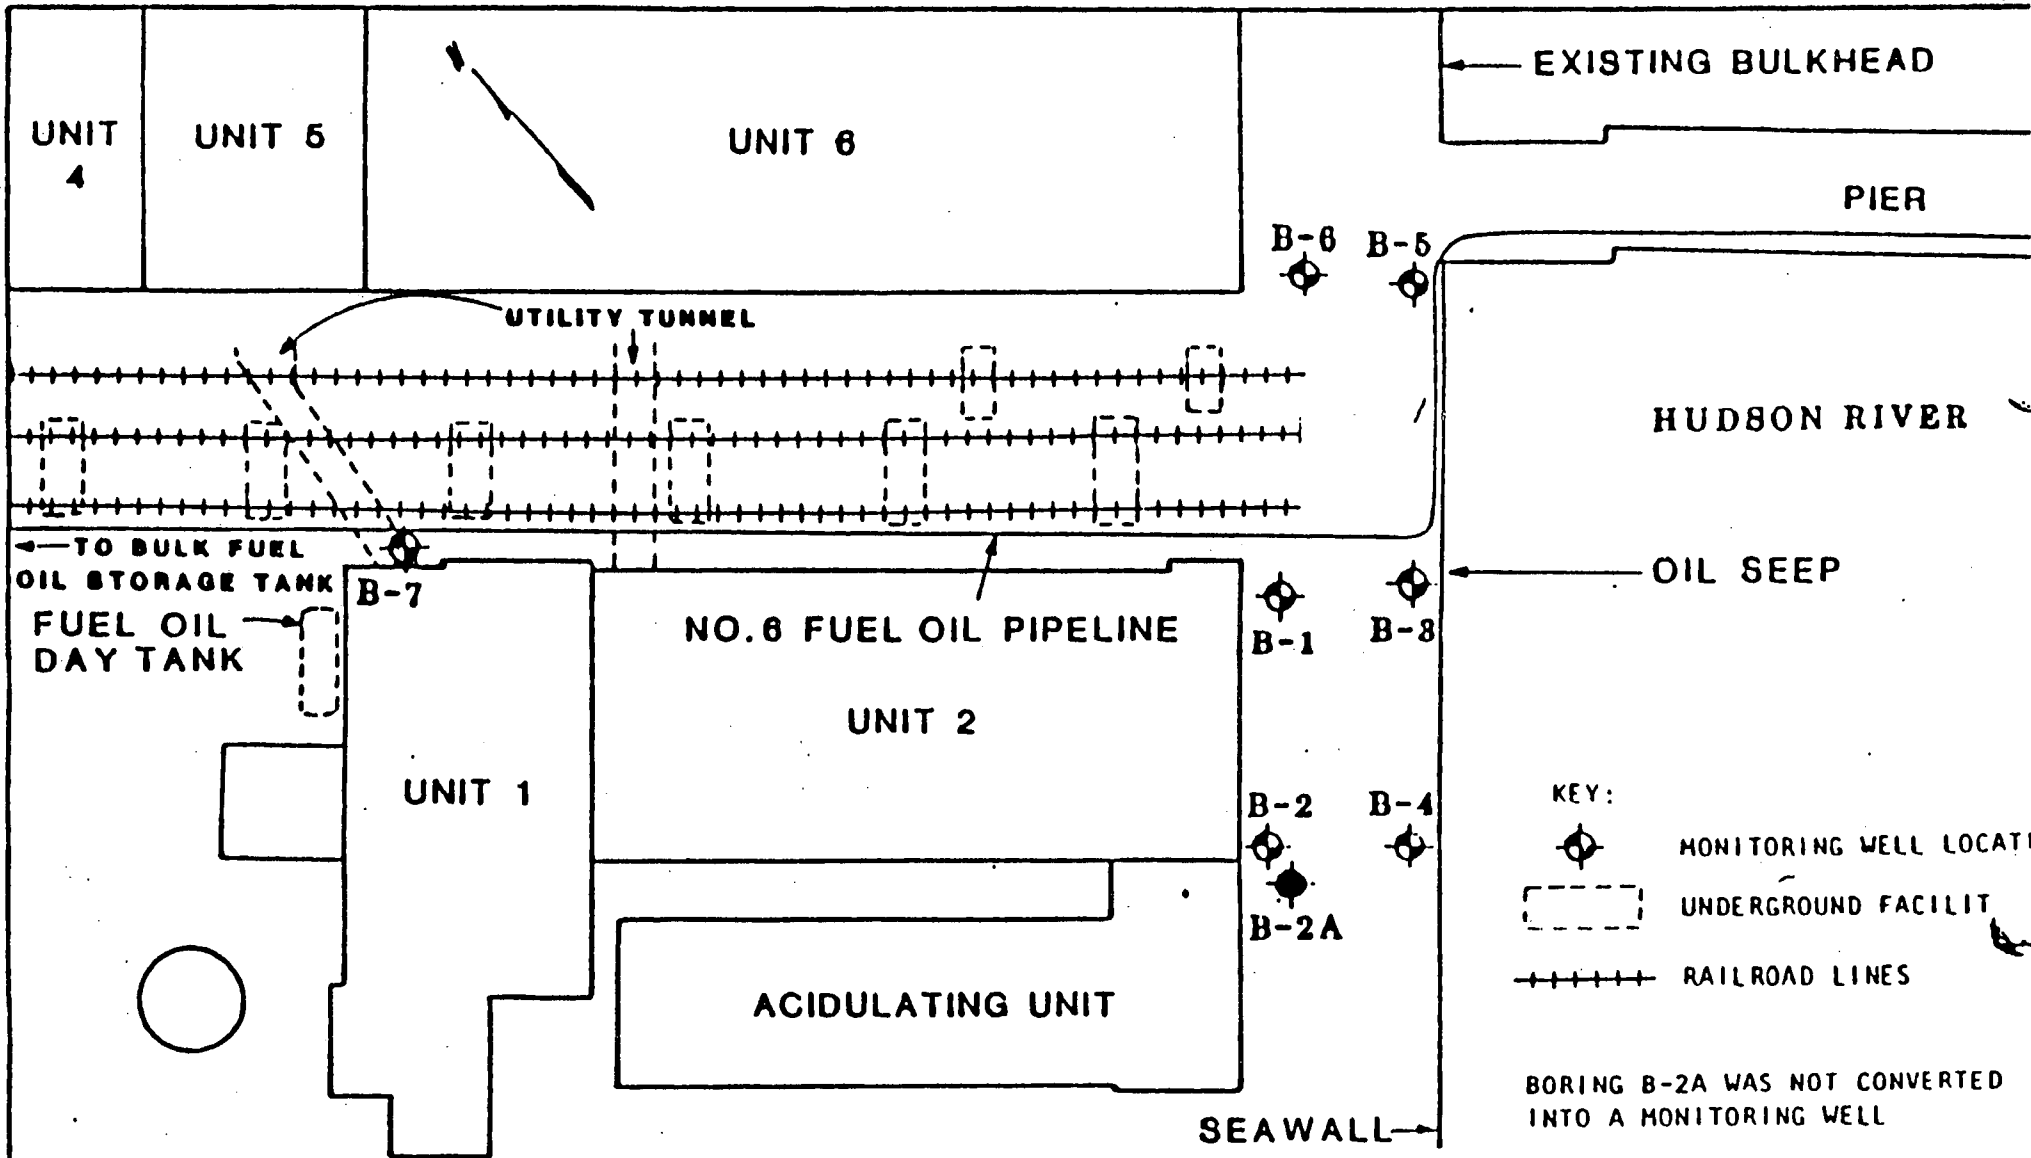 EXISTING BULKHEAD
UNIT
4
UNIT 5
UNIT 6
PIER
B-6
B-5
UTILITY TUNNEL
HUDSON RIVER
TO BULK FUEL
OIL STORAGE TANK
B-7
OIL SEEP
FUEL OIL
DAY TANK
NO.6 FUEL OIL PIPELINE
B-1
B-3
UNIT 2
UNIT 1
B-2
B-4
B-2A
KEY:
MONITORING WELL LOCATI
UNDERGROUND FACILIT
RAILROAD LINES
ACIDULATING UNIT
BORING B-2A WAS NOT CONVERTED
INTO A MONITORING WELL
SEAWALL